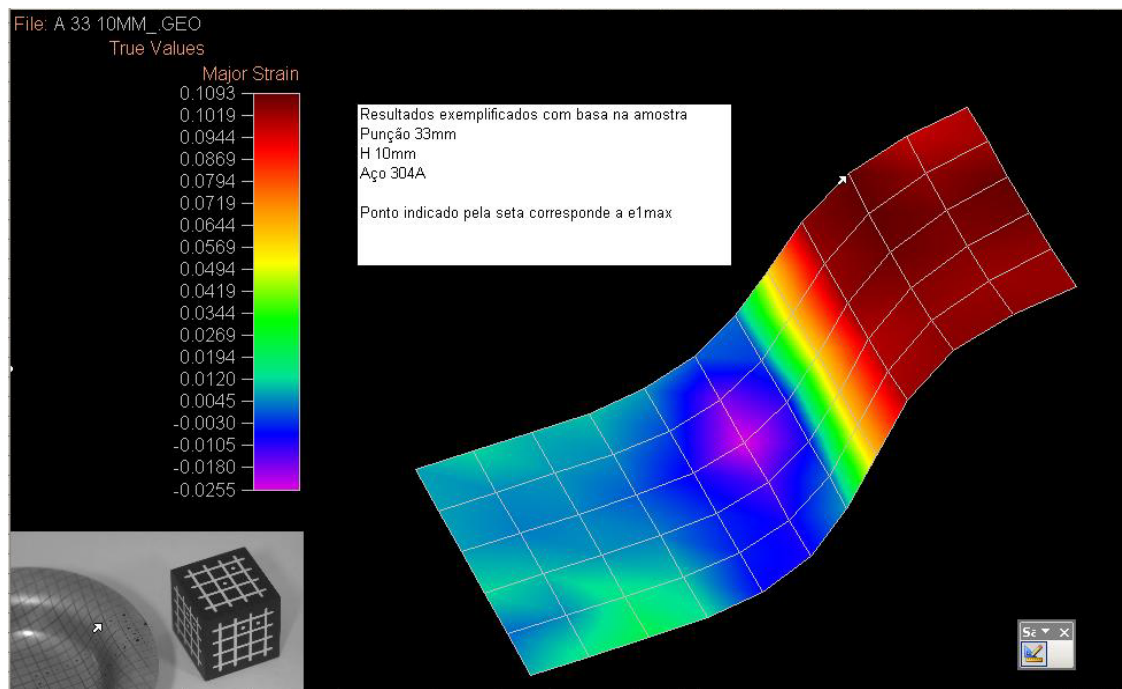 File: A 33 10MM_.GEO
True Values
Major Strain
0.1093
0.1019
0.0944
0.0869
0.0794
0.0719
0.0644
0.0569
0.0494
0.0419
0.0344
0.0269
0.0194
0.0120
0.0045
-0.0030
-0.0105
-0.0180
-0.0255
Resultados exemplificados com basa na amostra
Punção 33mm
H 10mm
Aço 304A
Ponto indicado pela seta corresponde a e1max